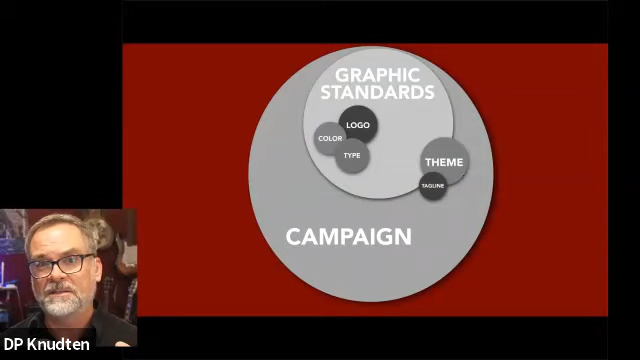 GRAPHIC
STANDARDS
LOGO
COLOR
TYPE
THEME
TAGLINE
CAMPAIGN
DP Knudten